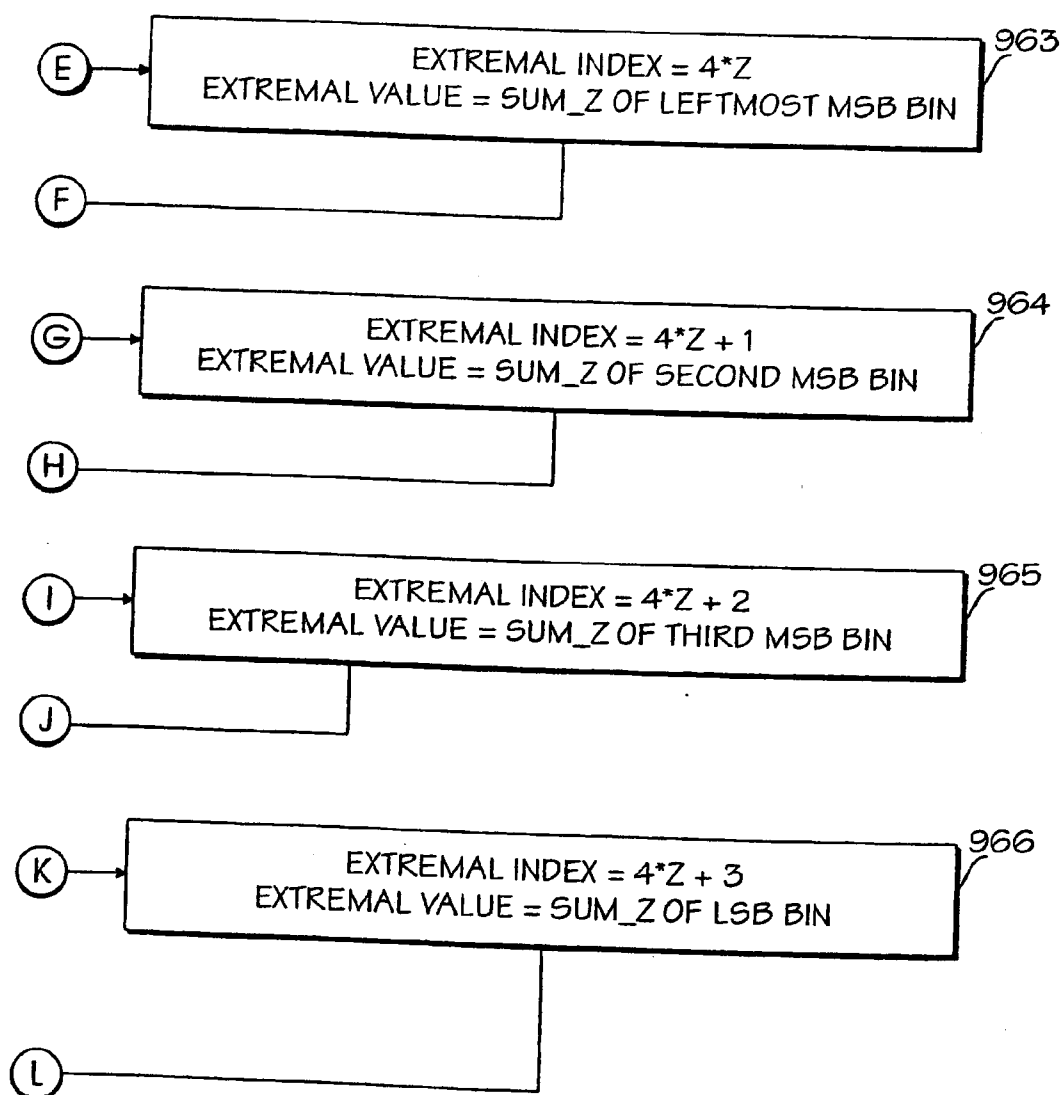 963
E
EXTREMAL INDEX = 4*Z
EXTREMAL VALUE = SUM_Z OF LEFTMOST MSB BIN
F
964
G
EXTREMAL INDEX = 4*Z + 1
EXTREMAL VALUE = SUM_Z OF SECOND MSB BIN
H
965
I
EXTREMAL INDEX = 4*Z + 2
EXTREMAL VALUE = SUM_Z OF THIRD MSB BIN
J
966
K
EXTREMAL INDEX = 4*Z + 3
EXTREMAL VALUE = SUM_Z OF LSB BIN
L